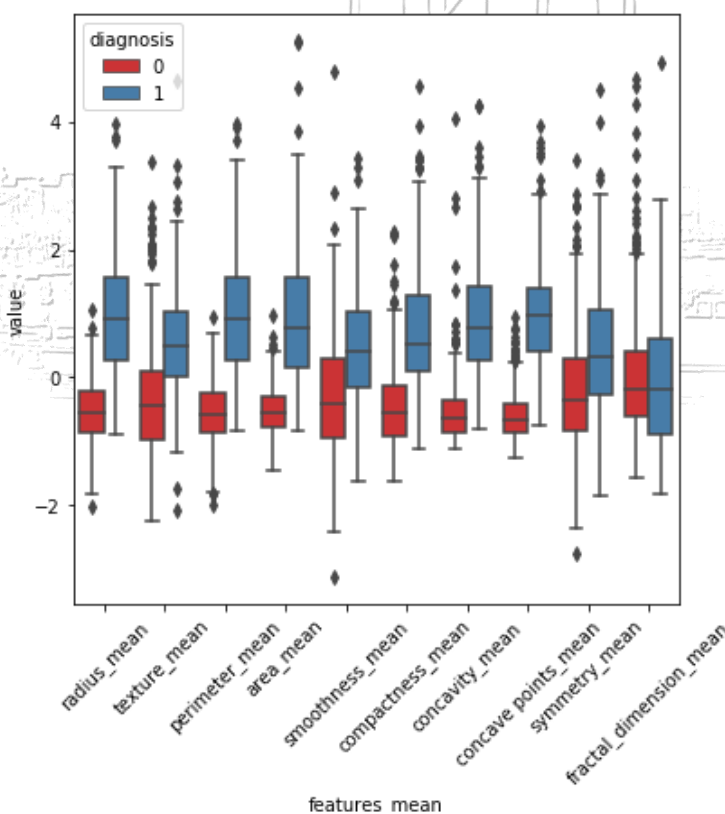 diagnosis
0
1
4
2
0
−2
value
radius_mean
texture_mean
perimeter_mean
area_mean
smoothness_mean
compactness_mean
concavity_mean
concave points_mean
symmetry_mean
fractal_dimension_mean
features_mean